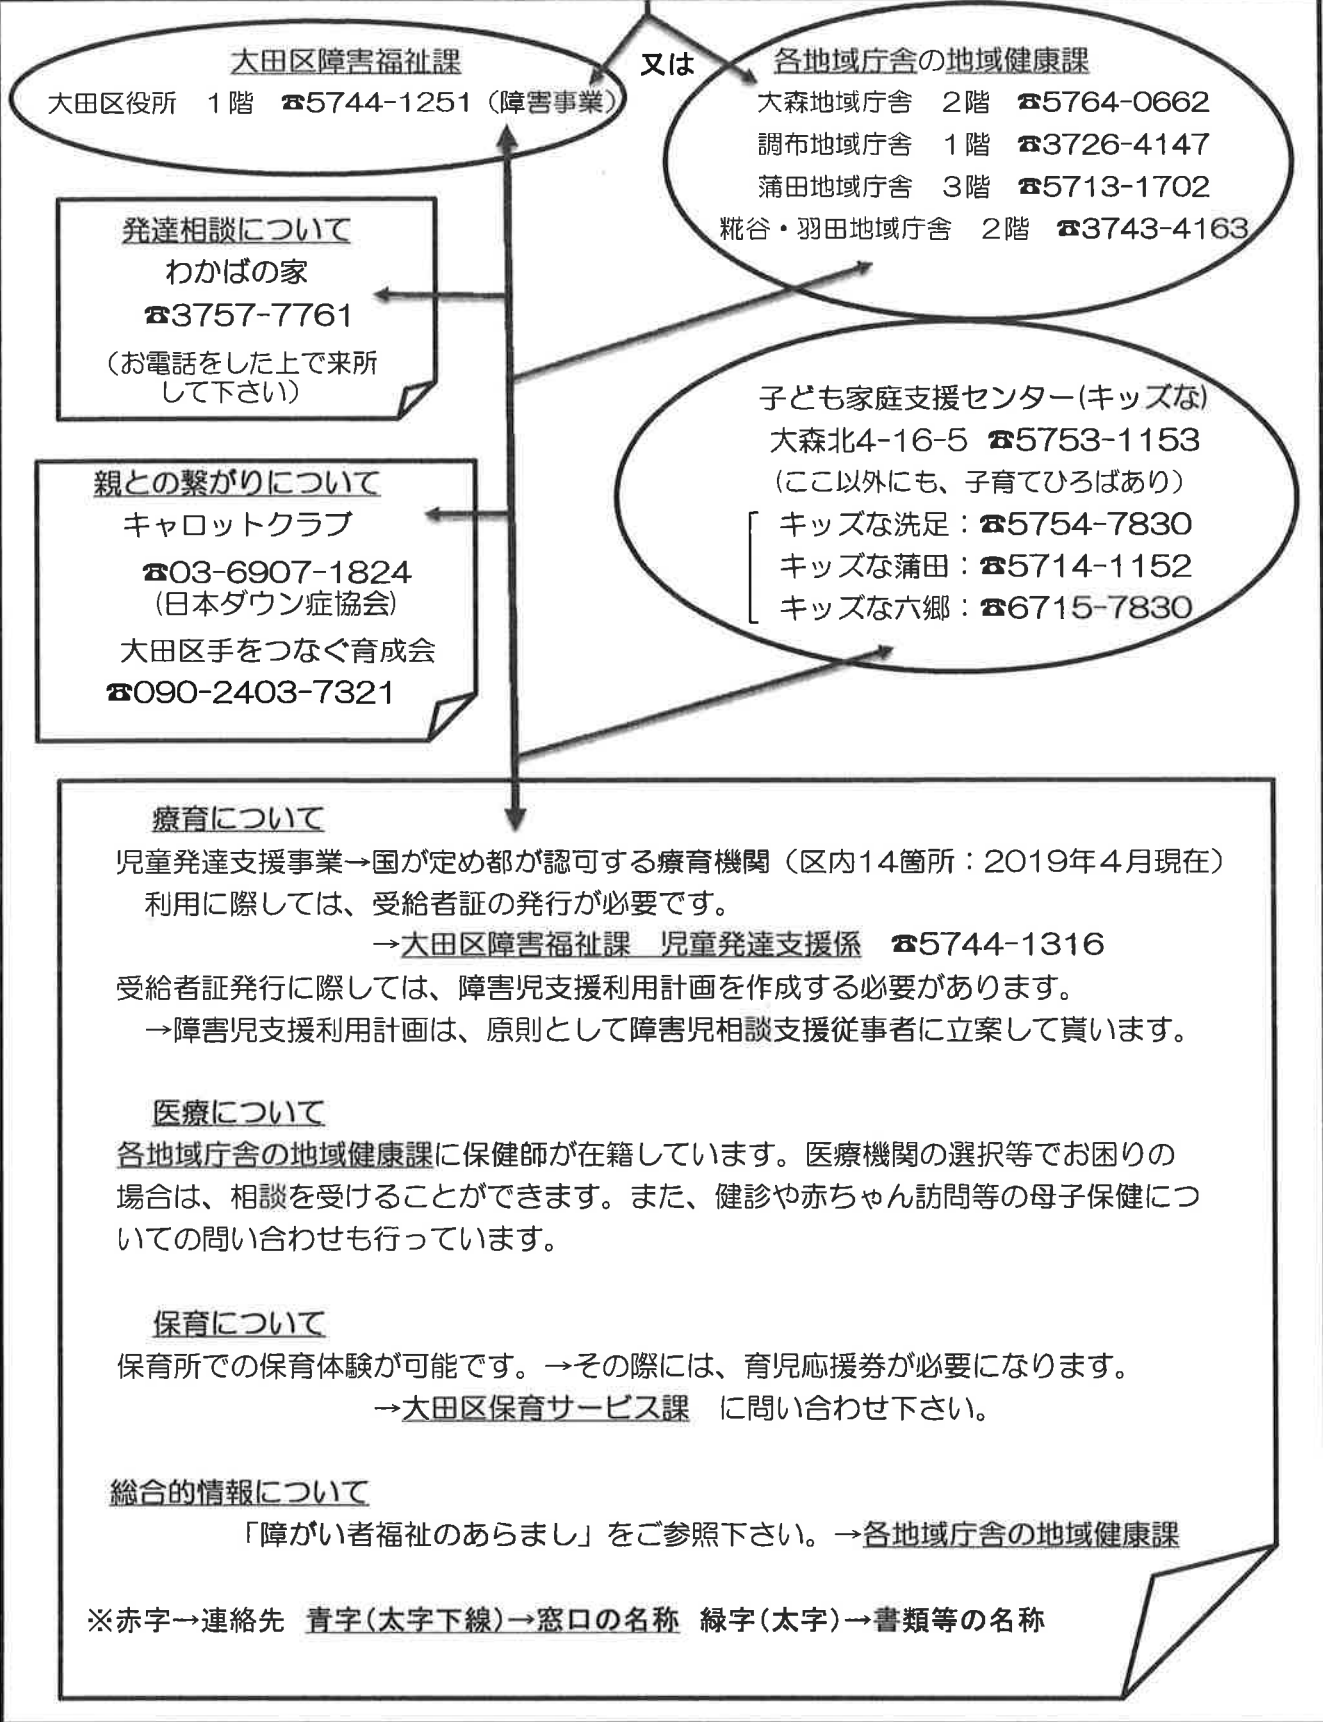 大田区障害福祉課
大田区役所　1階　☎5744-1251（障害事業）
又は
各地域庁舎の地域健康課
大森地域庁舎　2階　☎5764-0662
調布地域庁舎　1階　☎3726-4147
蒲田地域庁舎　3階　☎5713-1702
糀谷・羽田地域庁舎　2階　☎3743-4163
発達相談について
わかばの家
☎3757-7761
（お電話をした上で来所
して下さい）
子ども家庭支援センター(キッズな)
大森北4-16-5　☎5753-1153
（ここ以外にも、子育てひろばあり）
キッズな洗足：☎5754-7830
キッズな蒲田：☎5714-1152
キッズな六郷：☎6715-7830
親との繋がりについて
キャロットクラブ
☎03-6907-1824
(日本ダウン症協会)
大田区手をつなぐ育成会
☎090-2403-7321
療育について
児童発達支援事業→国が定め都が認可する療育機関（区内14箇所：2019年4月現在）
利用に際しては、受給者証の発行が必要です。
→大田区障害福祉課　児童発達支援係　☎5744-1316
受給者証発行に際しては、障害児支援利用計画を作成する必要があります。
→障害児支援利用計画は、原則として障害児相談支援従事者に立案して貰います。
医療について
各地域庁舎の地域健康課に保健師が在籍しています。医療機関の選択等でお困りの
場合は、相談を受けることができます。また、健診や赤ちゃん訪問等の母子保健につ
いての問い合わせも行っています。
保育について
保育所での保育体験が可能です。→その際には、育児応援券が必要になります。
→大田区保育サービス課　に問い合わせ下さい。
総合的情報について
「障がい者福祉のあらまし」をご参照下さい。→各地域庁舎の地域健康課
※赤字→連絡先　青字(太字下線)→窓口の名称　緑字(太字)→書類等の名称